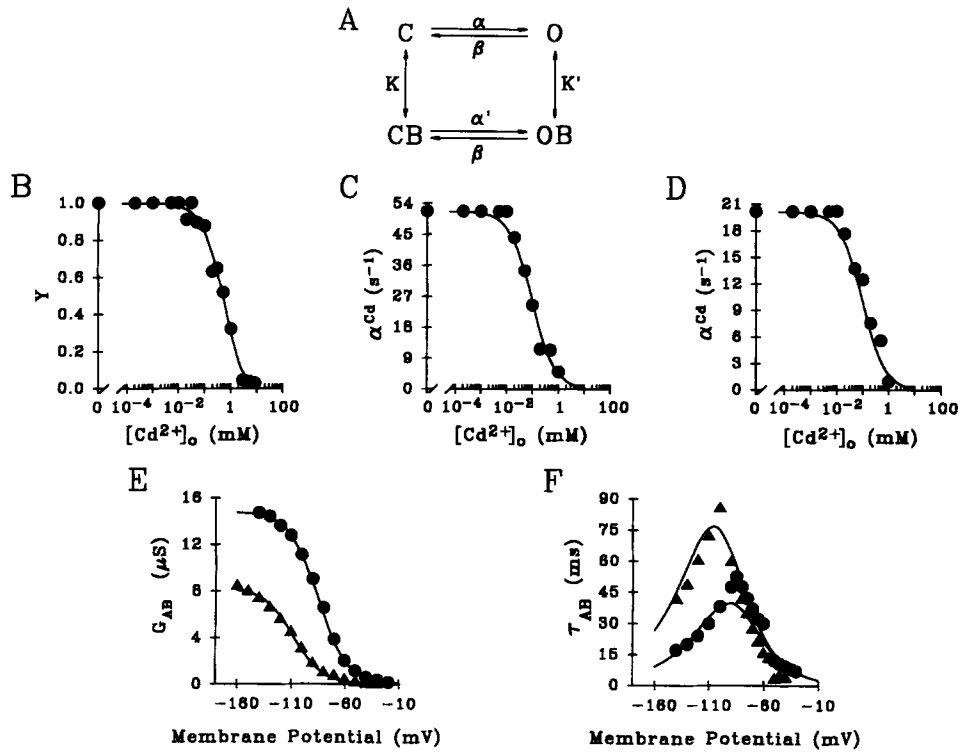 A
C α O
β
K K'
CB α' OB
β
B
Y
1.0
0.8
0.6
0.4
0.2
0.0
0 10⁻⁴ 10⁻² 1 100
[Cd²⁺]ₒ (mM)
C
α^Cd (s⁻¹)
54
45
36
27
18
9
0
0 10⁻⁴ 10⁻² 1 100
[Cd²⁺]ₒ (mM)
D
α^Cd (s⁻¹)
21
18
15
12
9
6
3
0
0 10⁻⁴ 10⁻² 1 100
[Cd²⁺]ₒ (mM)
E
G_AB (μS)
16
12
8
4
0
-160 -110 -60 -10
Membrane Potential (mV)
F
τ_AB (ms)
90
75
60
45
30
15
0
-160 -110 -60 -10
Membrane Potential (mV)